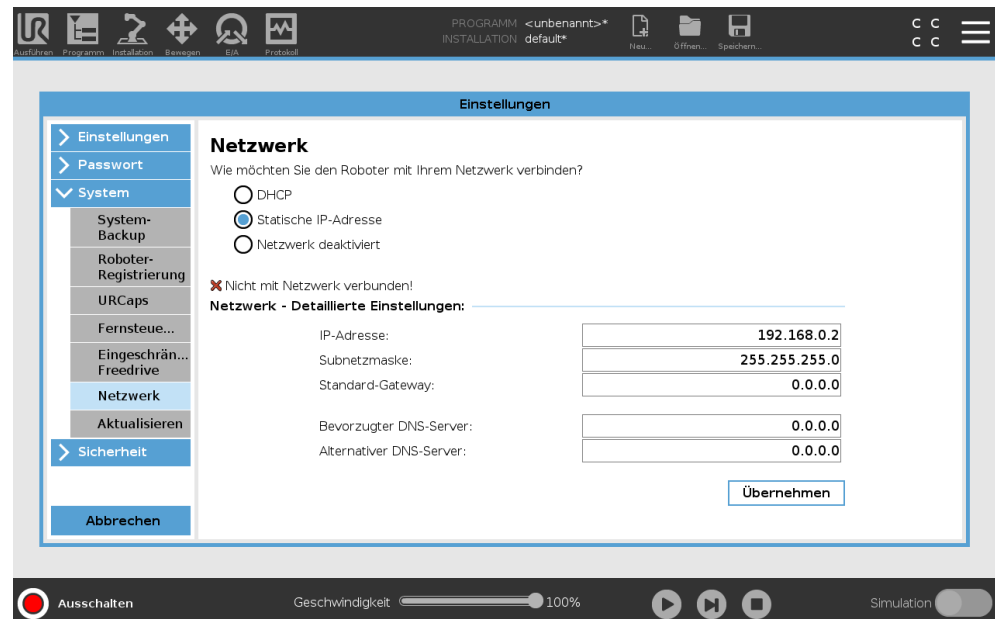 PROGRAMM <unbenannt>*
INSTALLATION default*
C C
C C
UR
Ausführen Programm Installation Bewegen E/A Protokoll
Neu... Öffnen... Speichern...
Einstellungen
Einstellungen
Passwort
System
System-
Backup
Roboter-
Registrierung
URCaps
Fernsteue...
Eingeschrän...
Freedrive
Netzwerk
Aktualisieren
Sicherheit
Abbrechen
Netzwerk
Wie möchten Sie den Roboter mit Ihrem Netzwerk verbinden?
DHCP
Statische IP-Adresse
Netzwerk deaktiviert
Nicht mit Netzwerk verbunden!
Netzwerk - Detaillierte Einstellungen:
IP-Adresse: 192.168.0.2
Subnetzmaske: 255.255.255.0
Standard-Gateway: 0.0.0.0
Bevorzugter DNS-Server: 0.0.0.0
Alternativer DNS-Server: 0.0.0.0
Übernehmen
Ausschalten Geschwindigkeit 100% Simulation